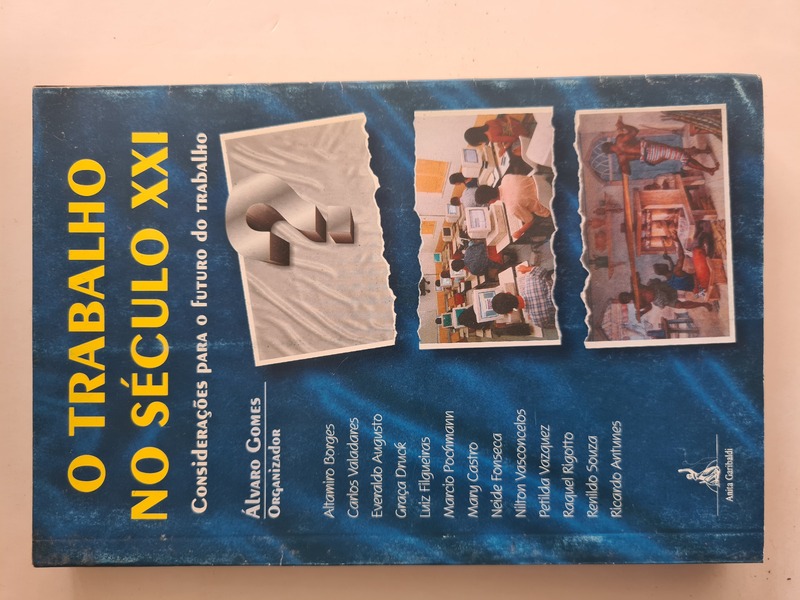 O TRABALHO
NO SÉCULO XXI
Considerações para o futuro do trabalho
Álvaro Gomes
Organizador
?
Altamiro Borges
Carlos Valadares
Everaldo Augusto
Graça Druck
Luiz Filgueiras
Marcio Pochmann
Mary Castro
Neide Fonseca
Nilton Vasconcelos
Petilda Vazquez
Raquel Rigotto
Renildo Souza
Ricardo Antunes
Anita Garibaldi